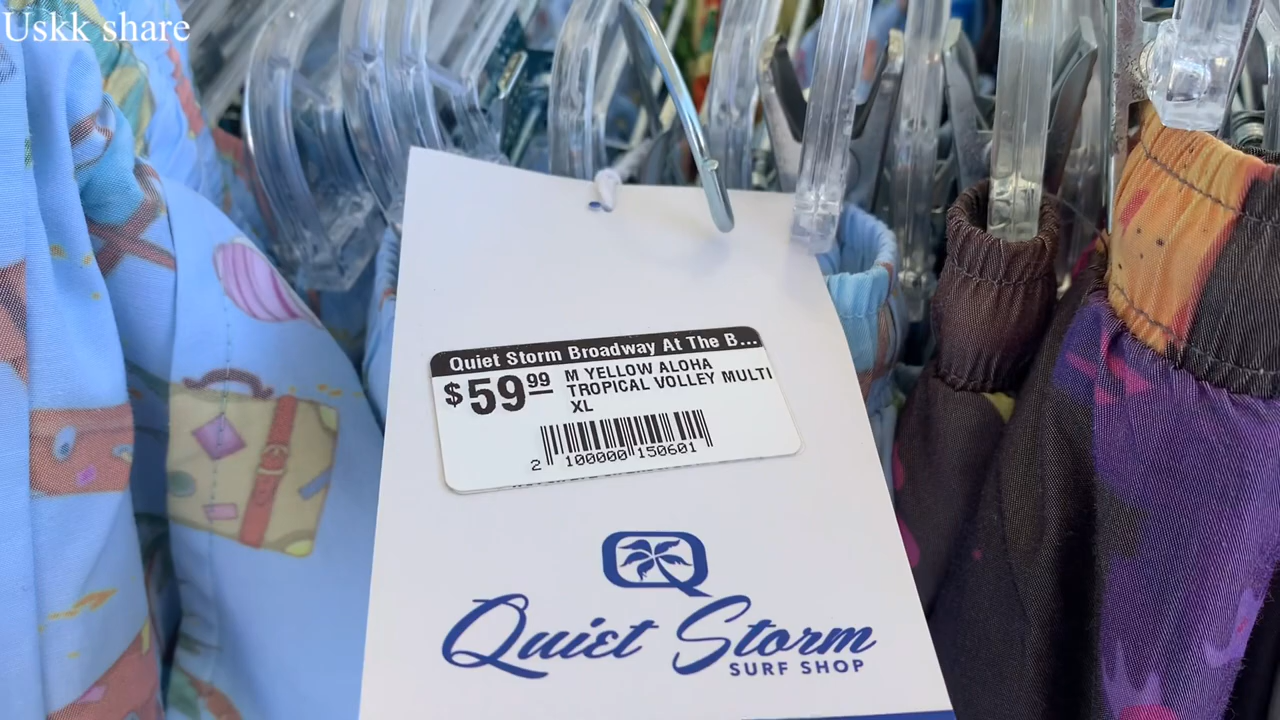 Uskk share
Quiet Storm Broadway At The B...
$59.99
M YELLOW ALOHA
TROPICAL VOLLEY MULTI
XL
2 100000 150601
Quiet Storm
SURF SHOP